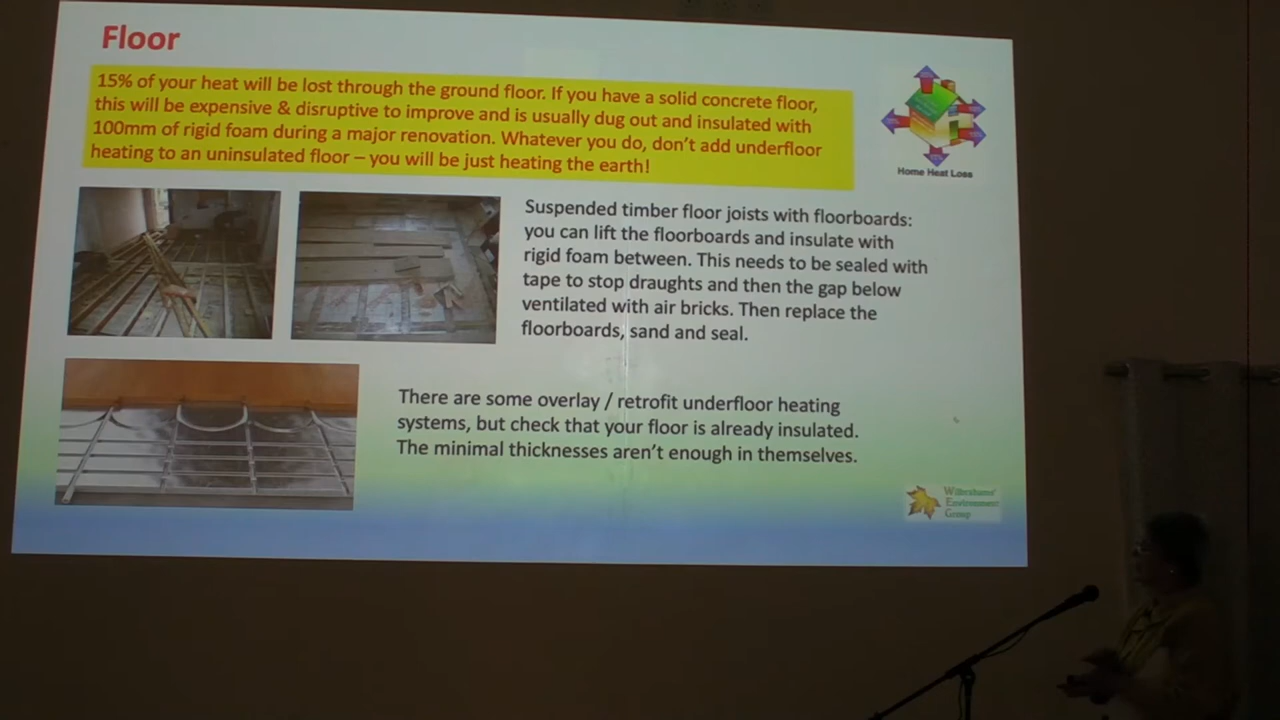 Floor
15% of your heat will be lost through the ground floor. If you have a solid concrete floor,
this will be expensive & disruptive to improve and is usually dug out and insulated with
100mm of rigid foam during a major renovation. Whatever you do, don't add underfloor
heating to an uninsulated floor – you will be just heating the earth!
Home Heat Loss
Suspended timber floor joists with floorboards:
you can lift the floorboards and insulate with
rigid foam between. This needs to be sealed with
tape to stop draughts and then the gap below
ventilated with air bricks. Then replace the
floorboards, sand and seal.
There are some overlay / retrofit underfloor heating
systems, but check that your floor is already insulated.
The minimal thicknesses aren't enough in themselves.
Wilbrahams'
Environment
Group